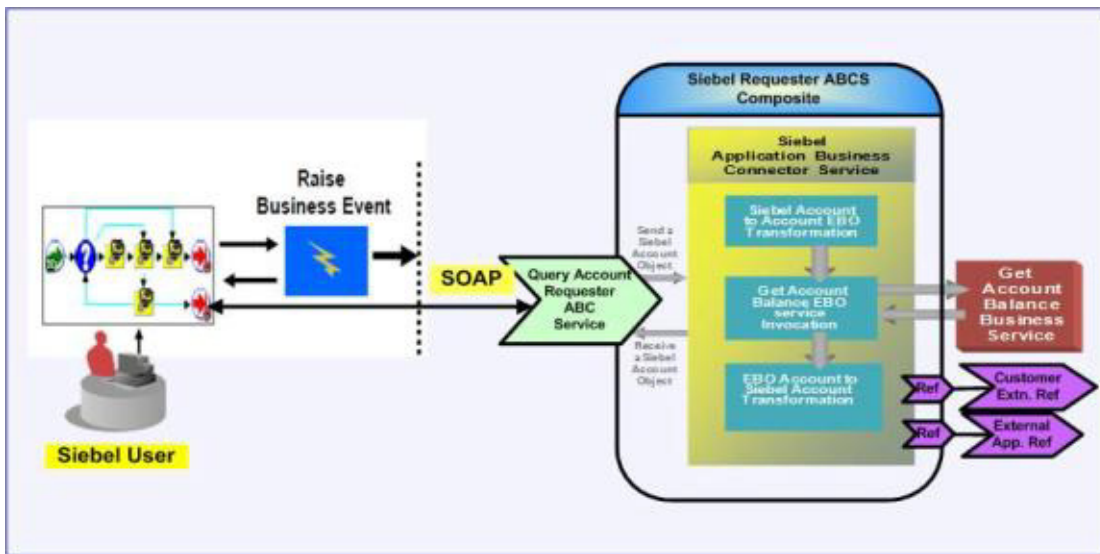 Siebel Requester ABCS
Composite
Siebel
Application Business
Connector Service
Raise
Business Event
Siebel Account
to Account EBO
Transformation
Send a
Siebel
Account
Object
SOAP
Query Account
Requester
ABC
Service
Get Account
Balance EBO
service
Invocation
Get
Account
Balance
Business
Service
Receive
a Siebel
Account
Object
EBO Account to
Siebel Account
Transformation
Ref
Customer
Extn. Ref
Ref
External
App. Ref
Siebel User